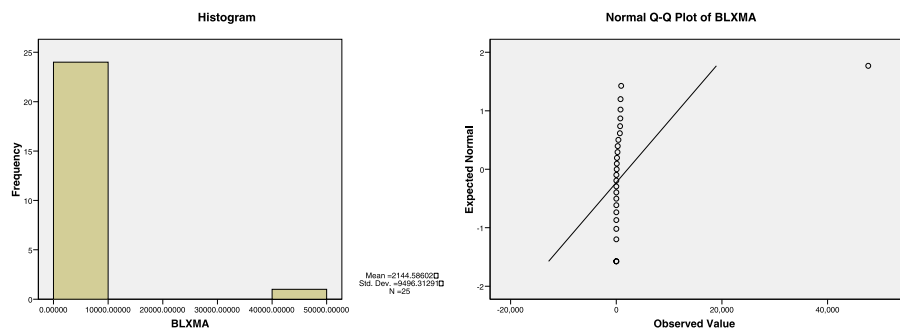 Histogram
25
20
15
10
5
0
Frequency
0.00000 10000.00000 20000.00000 30000.00000 40000.00000 50000.00000
BLXMA
Mean =2144.58602
Std. Dev. =9496.31291
N =25
Normal Q-Q Plot of BLXMA
2
1
0
-1
-2
Expected Normal
-20,000 0 20,000 40,000
Observed Value